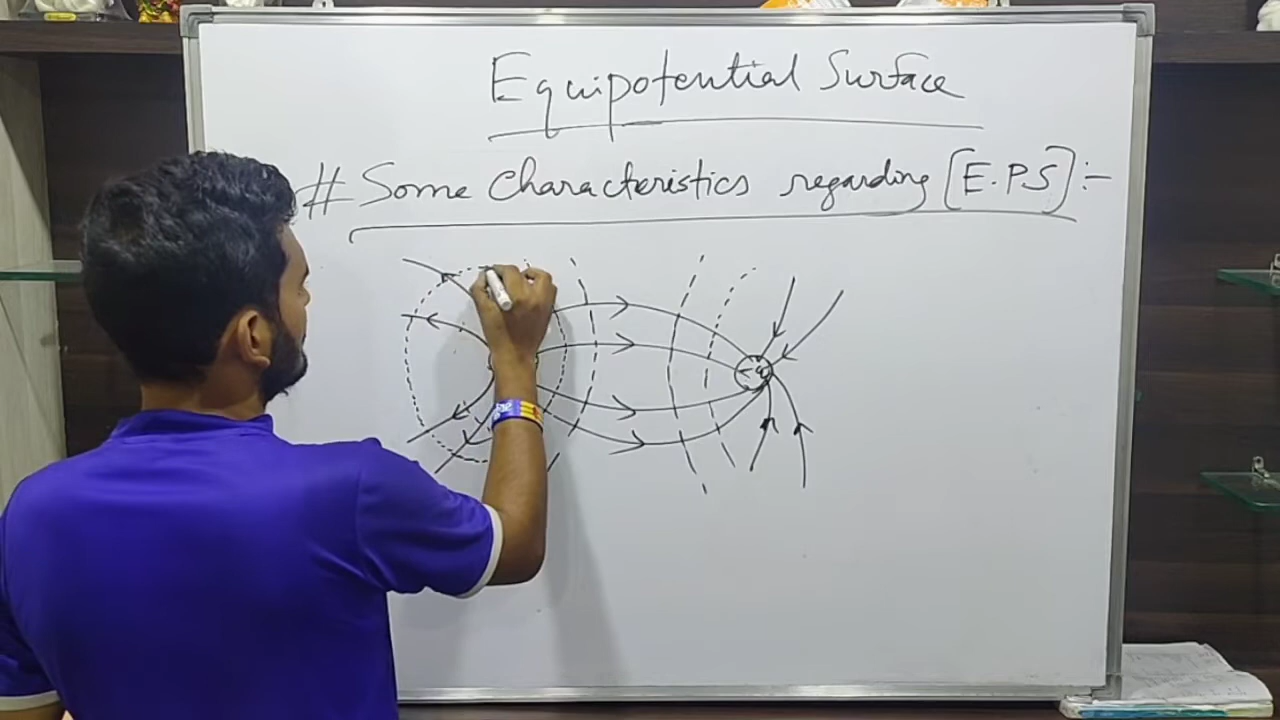 Equipotential Surface
# Some Characteristics regarding [E.P.S] :-
-q